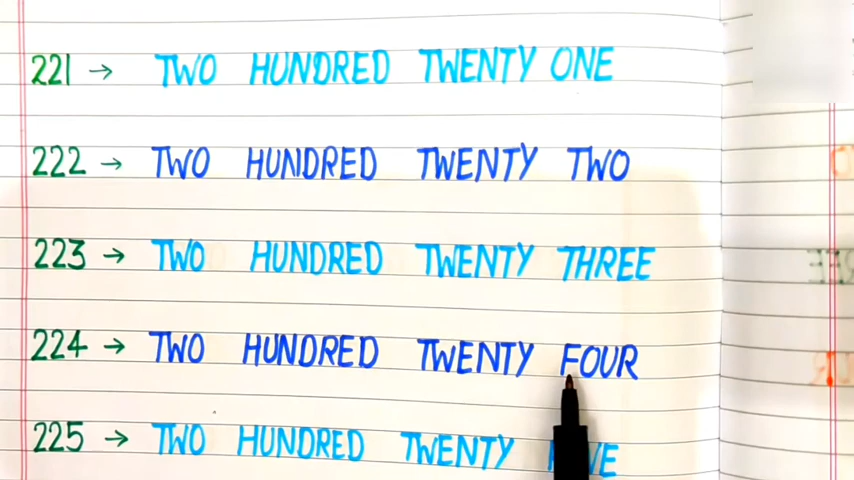 221 → TWO HUNDRED TWENTY ONE
222 → TWO HUNDRED TWENTY TWO
223 → TWO HUNDRED TWENTY THREE
224 → TWO HUNDRED TWENTY FOUR
225 → TWO HUNDRED TWENTY